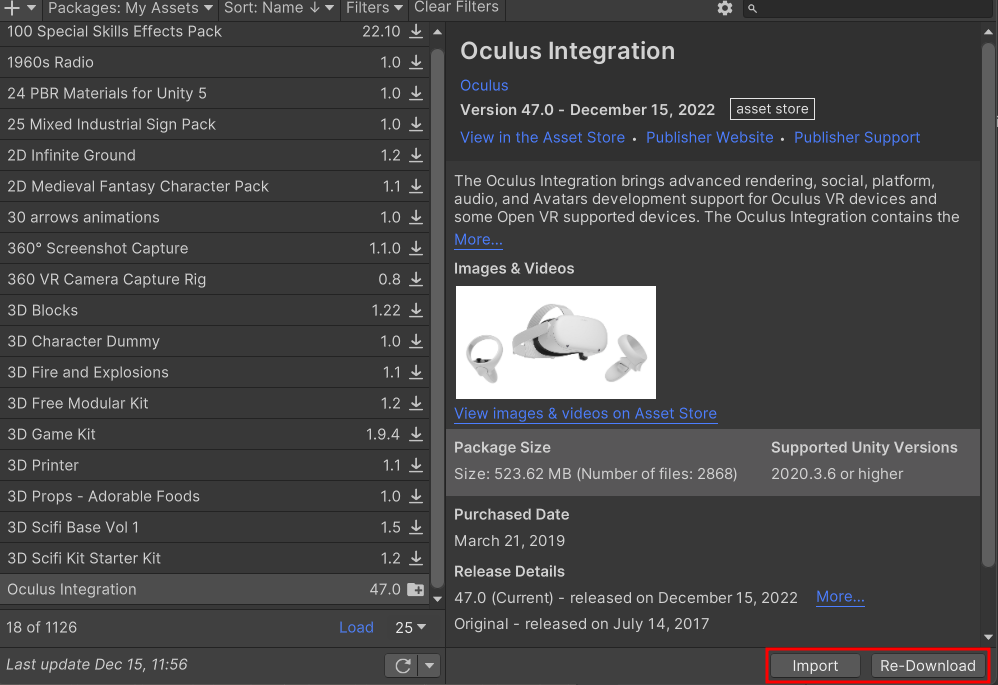 Packages: My Assets Sort: Name ↓ Filters Clear Filters
100 Special Skills Effects Pack 22.10
1960s Radio 1.0
24 PBR Materials for Unity 5 1.0
25 Mixed Industrial Sign Pack 1.0
2D Infinite Ground 1.2
2D Medieval Fantasy Character Pack 1.1
30 arrows animations 1.0
360° Screenshot Capture 1.1.0
360 VR Camera Capture Rig 0.8
3D Blocks 1.22
3D Character Dummy 1.0
3D Fire and Explosions 1.1
3D Free Modular Kit 1.2
3D Game Kit 1.9.4
3D Printer 1.1
3D Props - Adorable Foods 1.0
3D Scifi Base Vol 1 1.5
3D Scifi Kit Starter Kit 1.2
Oculus Integration 47.0
18 of 1126 Load 25
Last update Dec 15, 11:56
Oculus Integration
Oculus
Version 47.0 - December 15, 2022 asset store
View in the Asset Store • Publisher Website • Publisher Support
The Oculus Integration brings advanced rendering, social, platform,
audio, and Avatars development support for Oculus VR devices and
some Open VR supported devices. The Oculus Integration contains the
More...
Images & Videos
View images & videos on Asset Store
Package Size Supported Unity Versions
Size: 523.62 MB (Number of files: 2868) 2020.3.6 or higher
Purchased Date
March 21, 2019
Release Details
47.0 (Current) - released on December 15, 2022 More...
Original - released on July 14, 2017
Import Re-Download